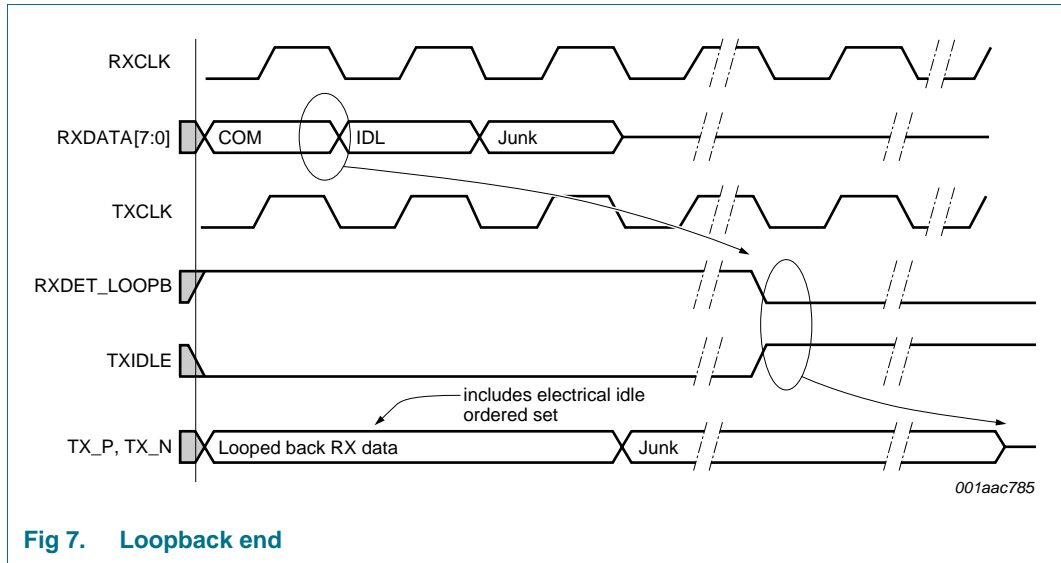 RXCLK
RXDATA[7:0]
COM
IDL
Junk
TXCLK
RXDET_LOOPB
TXIDLE
includes electrical idle
ordered set
TX_P, TX_N
Looped back RX data
Junk
001aac785
Fig 7. Loopback end